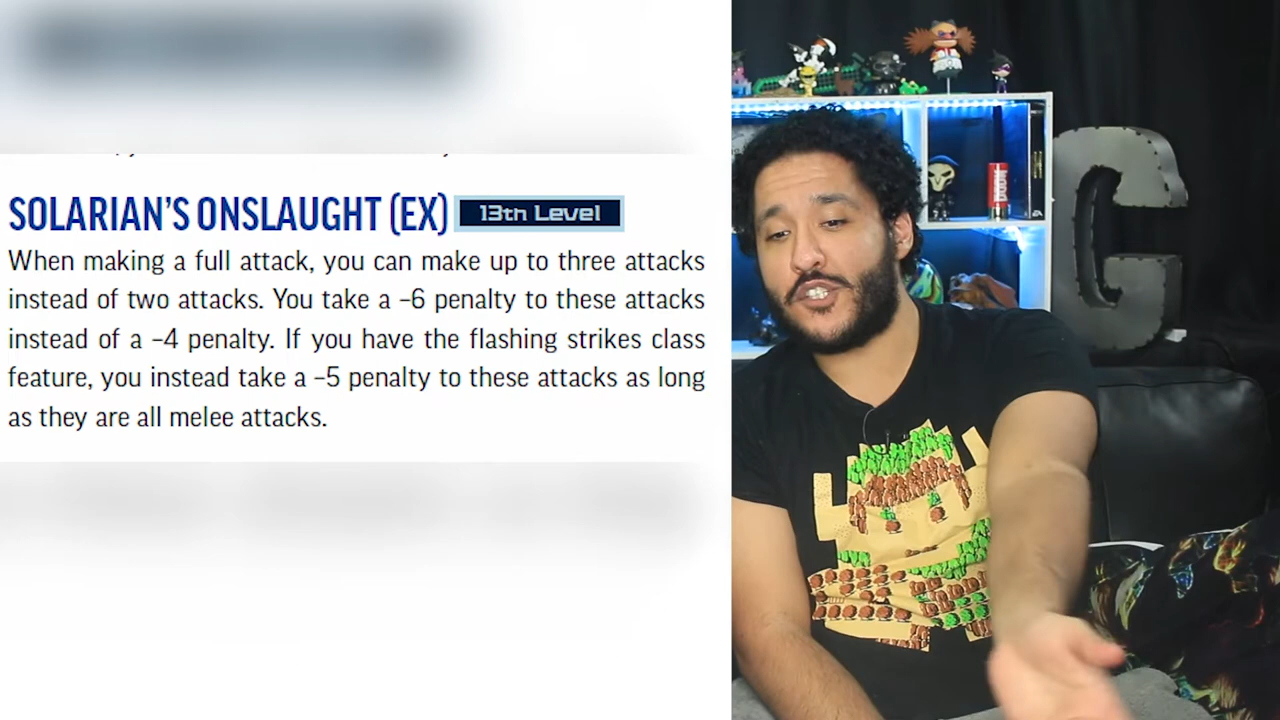 SOLARIAN'S ONSLAUGHT (EX) 13th Level
When making a full attack, you can make up to three attacks
instead of two attacks. You take a –6 penalty to these attacks
instead of a –4 penalty. If you have the flashing strikes class
feature, you instead take a –5 penalty to these attacks as long
as they are all melee attacks.
G